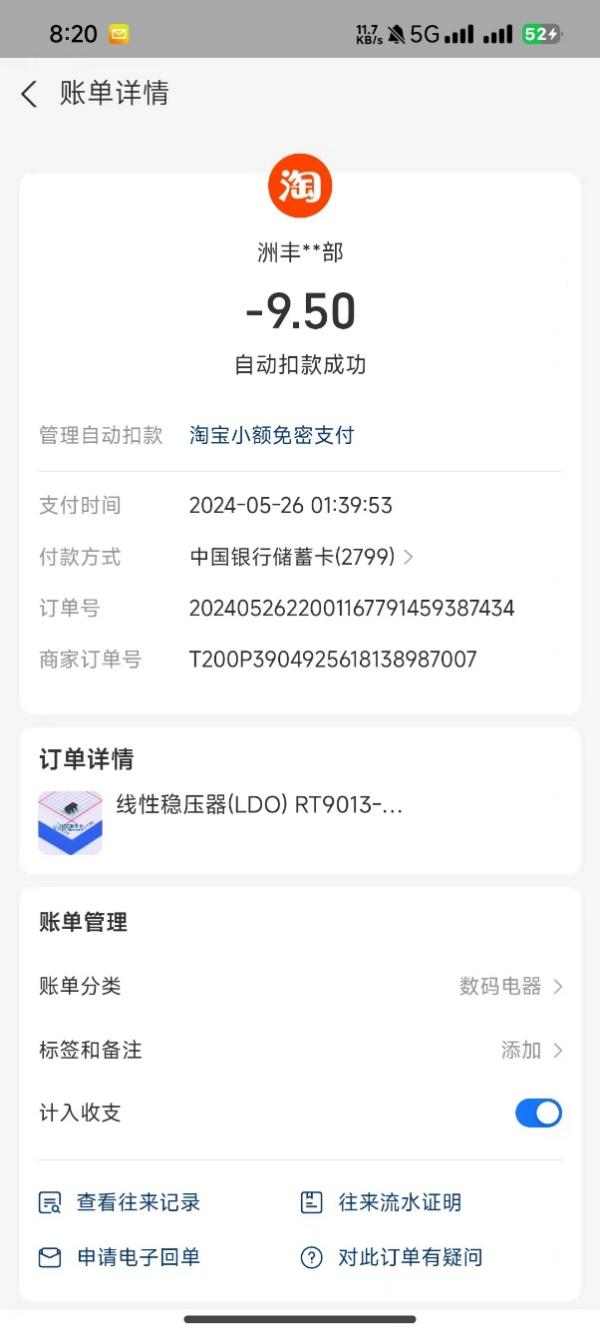 8:20
11.7 KB/s 5G 52
账单详情
淘
洲丰**部
-9.50
自动扣款成功
管理自动扣款 淘宝小额免密支付
支付时间 2024-05-26 01:39:53
付款方式 中国银行储蓄卡(2799)
订单号 2024052622001167791459387434
商家订单号 T200P3904925618138987007
订单详情
线性稳压器(LDO) RT9013-...
账单管理
账单分类 数码电器
标签和备注 添加
计入收支
查看往来记录 往来流水证明
申请电子回单 对此订单有疑问